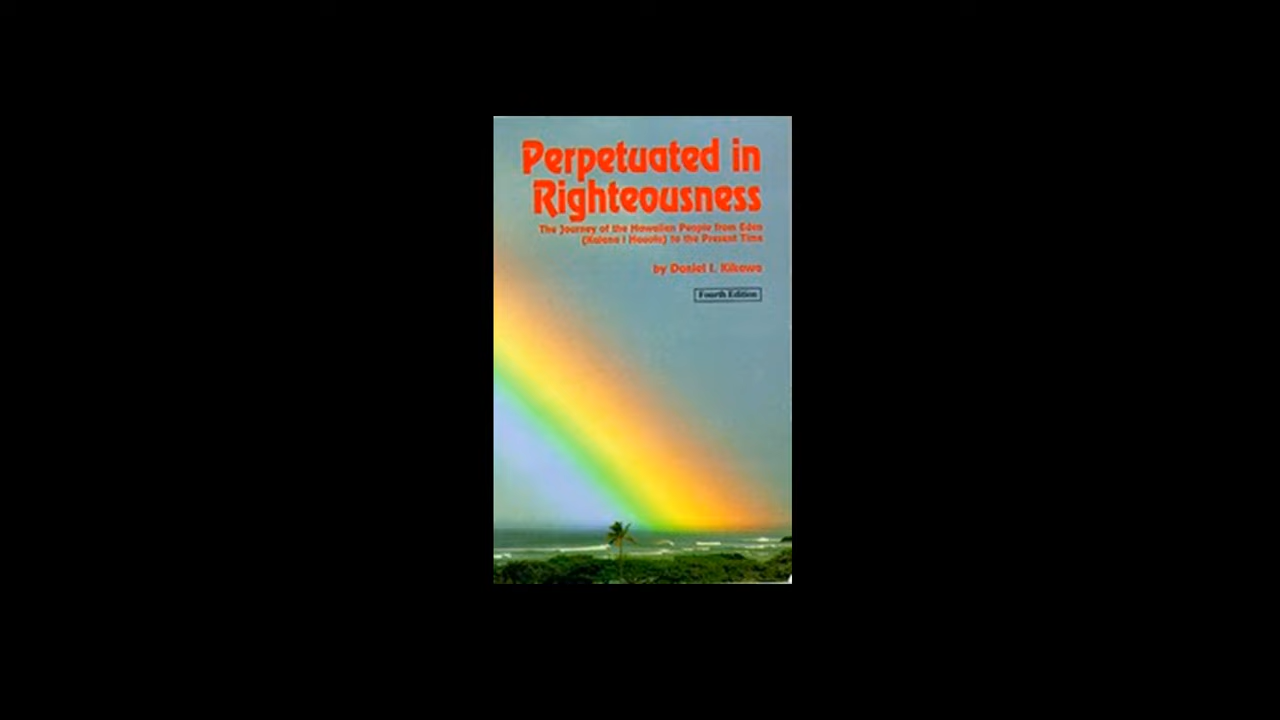 Perpetuated in
Righteousness
The Journey of the Hawaiian People from Eden
(Kalana I Hauola) to the Present Time
by Daniel I. Kikawa
Fourth Edition